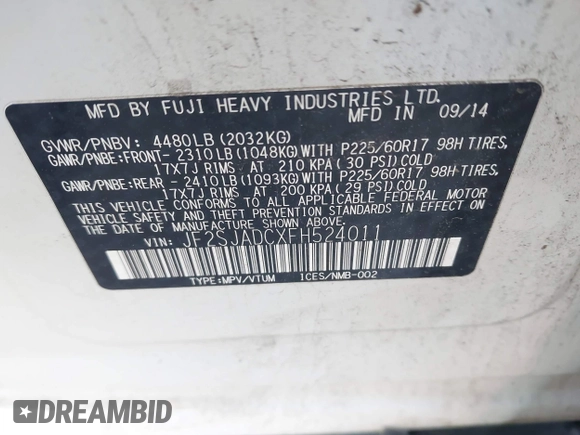 MFD BY FUJI HEAVY INDUSTRIES LTD.
MFD IN 09/14
GVWR/PNBV: 4480LB (2032KG)
GAWR/PNBE: FRONT- 2310LB (1048KG) WITH P225/60R17 98H TIRES,
17X7J RIMS AT 210 KPA ( 30 PSI) COLD
GAWR/PNBE: REAR - 2410LB (1093KG) WITH P225/60R17 98H TIRES,
17X7J RIMS AT 200 KPA ( 29 PSI) COLD
THIS VEHICLE CONFORMS TO ALL APPLICABLE FEDERAL MOTOR
VEHICLE SAFETY AND BUMPER STANDARDS IN EFFECT ON
THE DATE OF MANUFACTURE SHOWN ABOVE.
VIN: JF2SJADCXFH524011
TYPE:MPV/VTUM ICES/NMB-002
DREAMBID
DREAMBID.COM